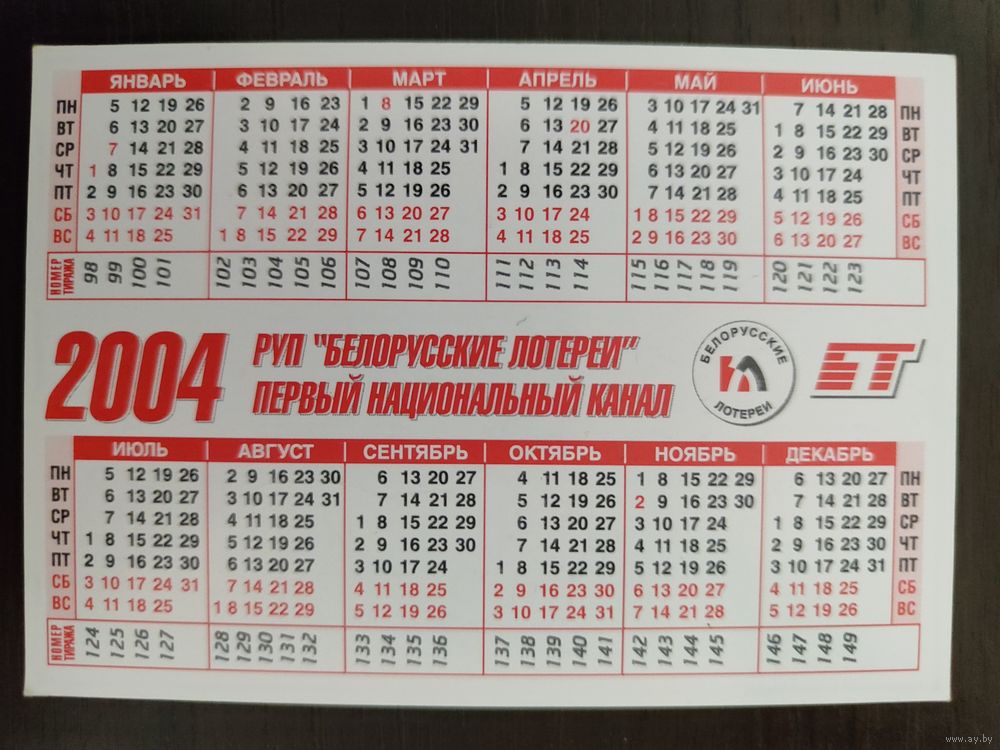 ЯНВАРЬ ФЕВРАЛЬ МАРТ АПРЕЛЬ МАЙ ИЮНЬ
ПН 5 12 19 26 2 9 16 23 1 8 15 22 29 5 12 19 26 3 10 17 24 31 7 14 21 28 ПН
ВТ 6 13 20 27 3 10 17 24 2 9 16 23 30 6 13 20 27 4 11 18 25 1 8 15 22 29 ВТ
СР 7 14 21 28 4 11 18 25 3 10 17 24 31 7 14 21 28 5 12 19 26 2 9 16 23 30 СР
ЧТ 1 8 15 22 29 5 12 19 26 4 11 18 25 1 8 15 22 29 6 13 20 27 3 10 17 24 ЧТ
ПТ 2 9 16 23 30 6 13 20 27 5 12 19 26 2 9 16 23 30 7 14 21 28 4 11 18 25 ПТ
СБ 3 10 17 24 31 7 14 21 28 6 13 20 27 3 10 17 24 1 8 15 22 29 5 12 19 26 СБ
ВС 4 11 18 25 1 8 15 22 29 7 14 21 28 4 11 18 25 2 9 16 23 30 6 13 20 27 ВС
НОМЕР ТИРАЖА 98 99 100 101 102 103 104 105 106 107 108 109 110 111 112 113 114 115 116 117 118 119 120 121 122 123
2004 РУП "БЕЛОРУССКИЕ ЛОТЕРЕИ"
ПЕРВЫЙ НАЦИОНАЛЬНЫЙ КАНАЛ
БЕЛОРУССКИЕ ЛОТЕРЕИ
БТ
ИЮЛЬ АВГУСТ СЕНТЯБРЬ ОКТЯБРЬ НОЯБРЬ ДЕКАБРЬ
ПН 5 12 19 26 2 9 16 23 30 6 13 20 27 4 11 18 25 1 8 15 22 29 6 13 20 27 ПН
ВТ 6 13 20 27 3 10 17 24 31 7 14 21 28 5 12 19 26 2 9 16 23 30 7 14 21 28 ВТ
СР 7 14 21 28 4 11 18 25 1 8 15 22 29 6 13 20 27 3 10 17 24 1 8 15 22 29 СР
ЧТ 1 8 15 22 29 5 12 19 26 2 9 16 23 30 7 14 21 28 4 11 18 25 2 9 16 23 30 ЧТ
ПТ 2 9 16 23 30 6 13 20 27 3 10 17 24 1 8 15 22 29 5 12 19 26 3 10 17 24 31 ПТ
СБ 3 10 17 24 31 7 14 21 28 4 11 18 25 2 9 16 23 30 6 13 20 27 4 11 18 25 СБ
ВС 4 11 18 25 1 8 15 22 29 5 12 19 26 3 10 17 24 31 7 14 21 28 5 12 19 26 ВС
НОМЕР ТИРАЖА 124 125 126 127 128 129 130 131 132 133 134 135 136 137 138 139 140 141 142 143 144 145 146 147 148 149
www.ay.by